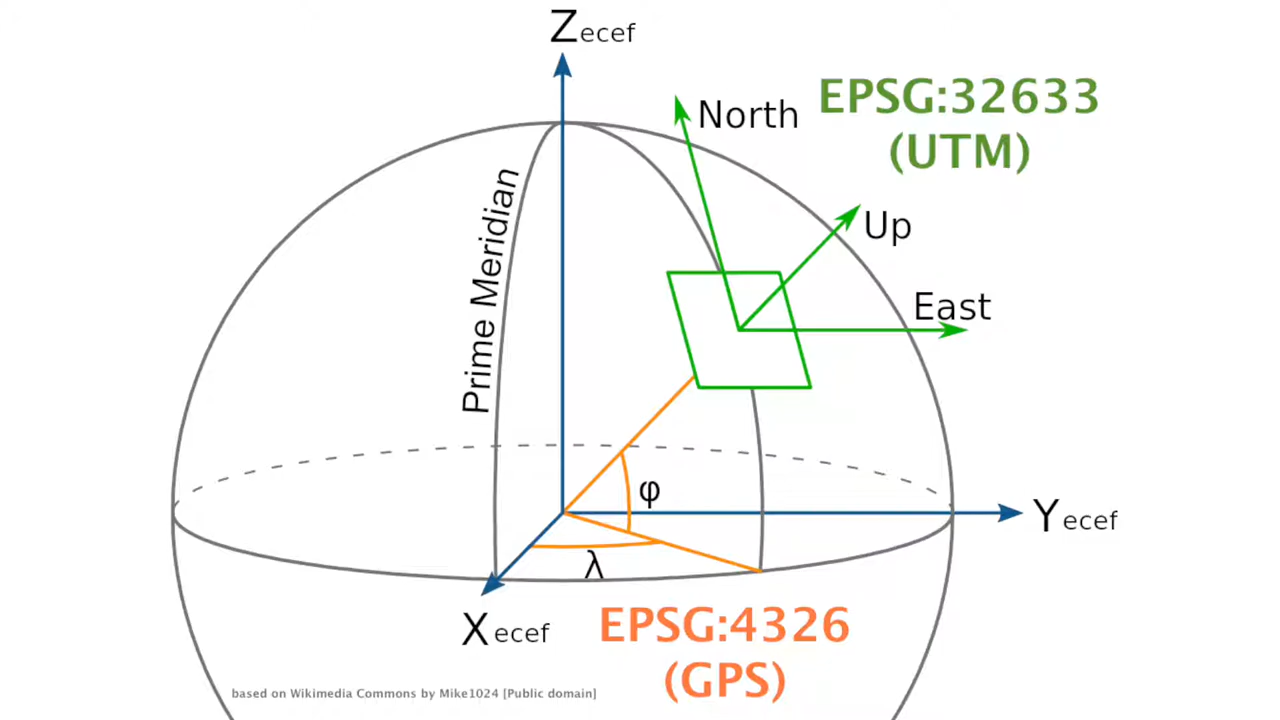 Zecef
EPSG:32633
(UTM)
North
Up
East
Prime Meridian
φ
λ
Yecef
Xecef
EPSG:4326
(GPS)
based on Wikimedia Commons by Mike1024 [Public domain]